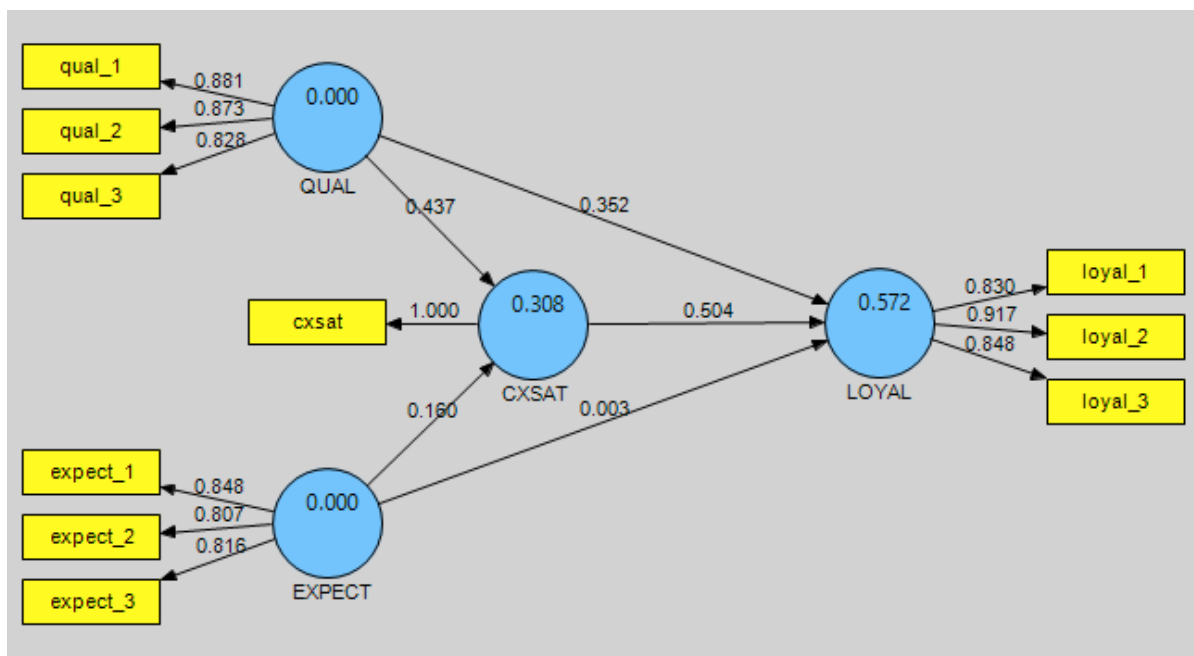 qual_1
qual_2
qual_3
0.881
0.873
0.828
0.000
QUAL
0.437
0.352
cxsat
1.000
0.308
CXSAT
0.504
0.572
LOYAL
0.830
0.917
0.848
loyal_1
loyal_2
loyal_3
0.160
0.003
expect_1
expect_2
expect_3
0.848
0.807
0.816
0.000
EXPECT